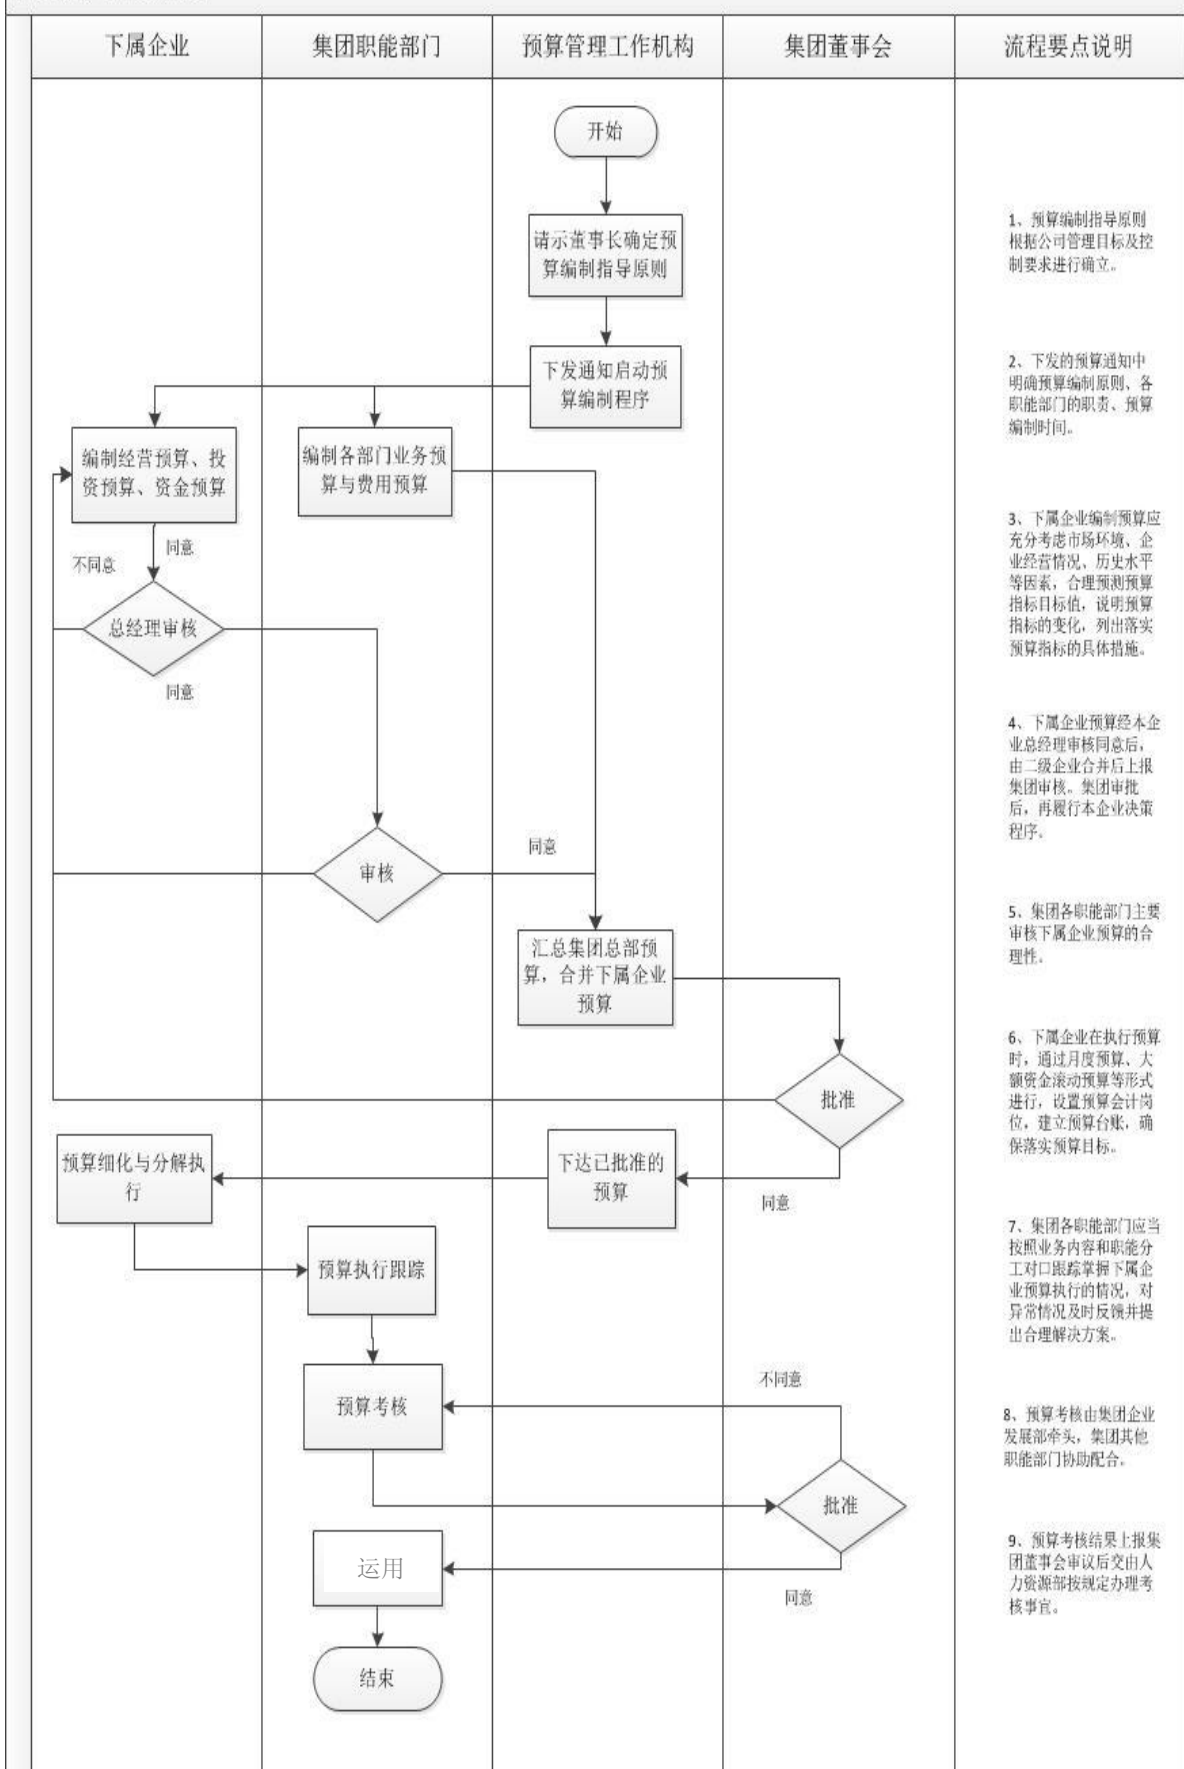 下属企业
集团职能部门
预算管理工作机构
集团董事会
流程要点说明
开始
请示董事长确定预
算编制指导原则
下发通知启动预
算编制程序
编制经营预算、投
资预算、资金预算
编制各部门业务预
算与费用预算
不同意
同意
总经理审核
同意
审核
同意
汇总集团总部预
算，合并下属企业
预算
批准
同意
下达已批准的
预算
预算细化与分解执
行
预算执行跟踪
预算考核
不同意
批准
同意
运用
结束
1、预算编制指导原则
根据公司管理目标及控
制要求进行确立。
2、下发的预算通知中
明确预算编制原则、各
职能部门的职责、预算
编制时间。
3、下属企业编制预算应
充分考虑市场环境、企
业经营情况、历史水平
等因素，合理预测预算
指标目标值，说明预算
指标的变化，列出落实
预算指标的具体措施。
4、下属企业预算经本企
业总经理审核同意后，
由二级企业合并后上报
集团审核。集团审批
后，再履行本企业决策
程序。
5、集团各职能部门主要
审核下属企业预算的合
理性。
6、下属企业在执行预算
时，通过月度预算、大
额资金滚动预算等形式
进行，设置预算会计岗
位，建立预算台账，确
保落实预算目标。
7、集团各职能部门应当
按照业务内容和职能分
工对口跟踪掌握下属企
业预算执行的情况，对
异常情况及时反馈并提
出合理解决方案。
8、预算考核由集团企业
发展部牵头，集团其他
职能部门协助配合。
9、预算考核结果上报集
团董事会审议后交由人
力资源部按规定办理考
核事宜。